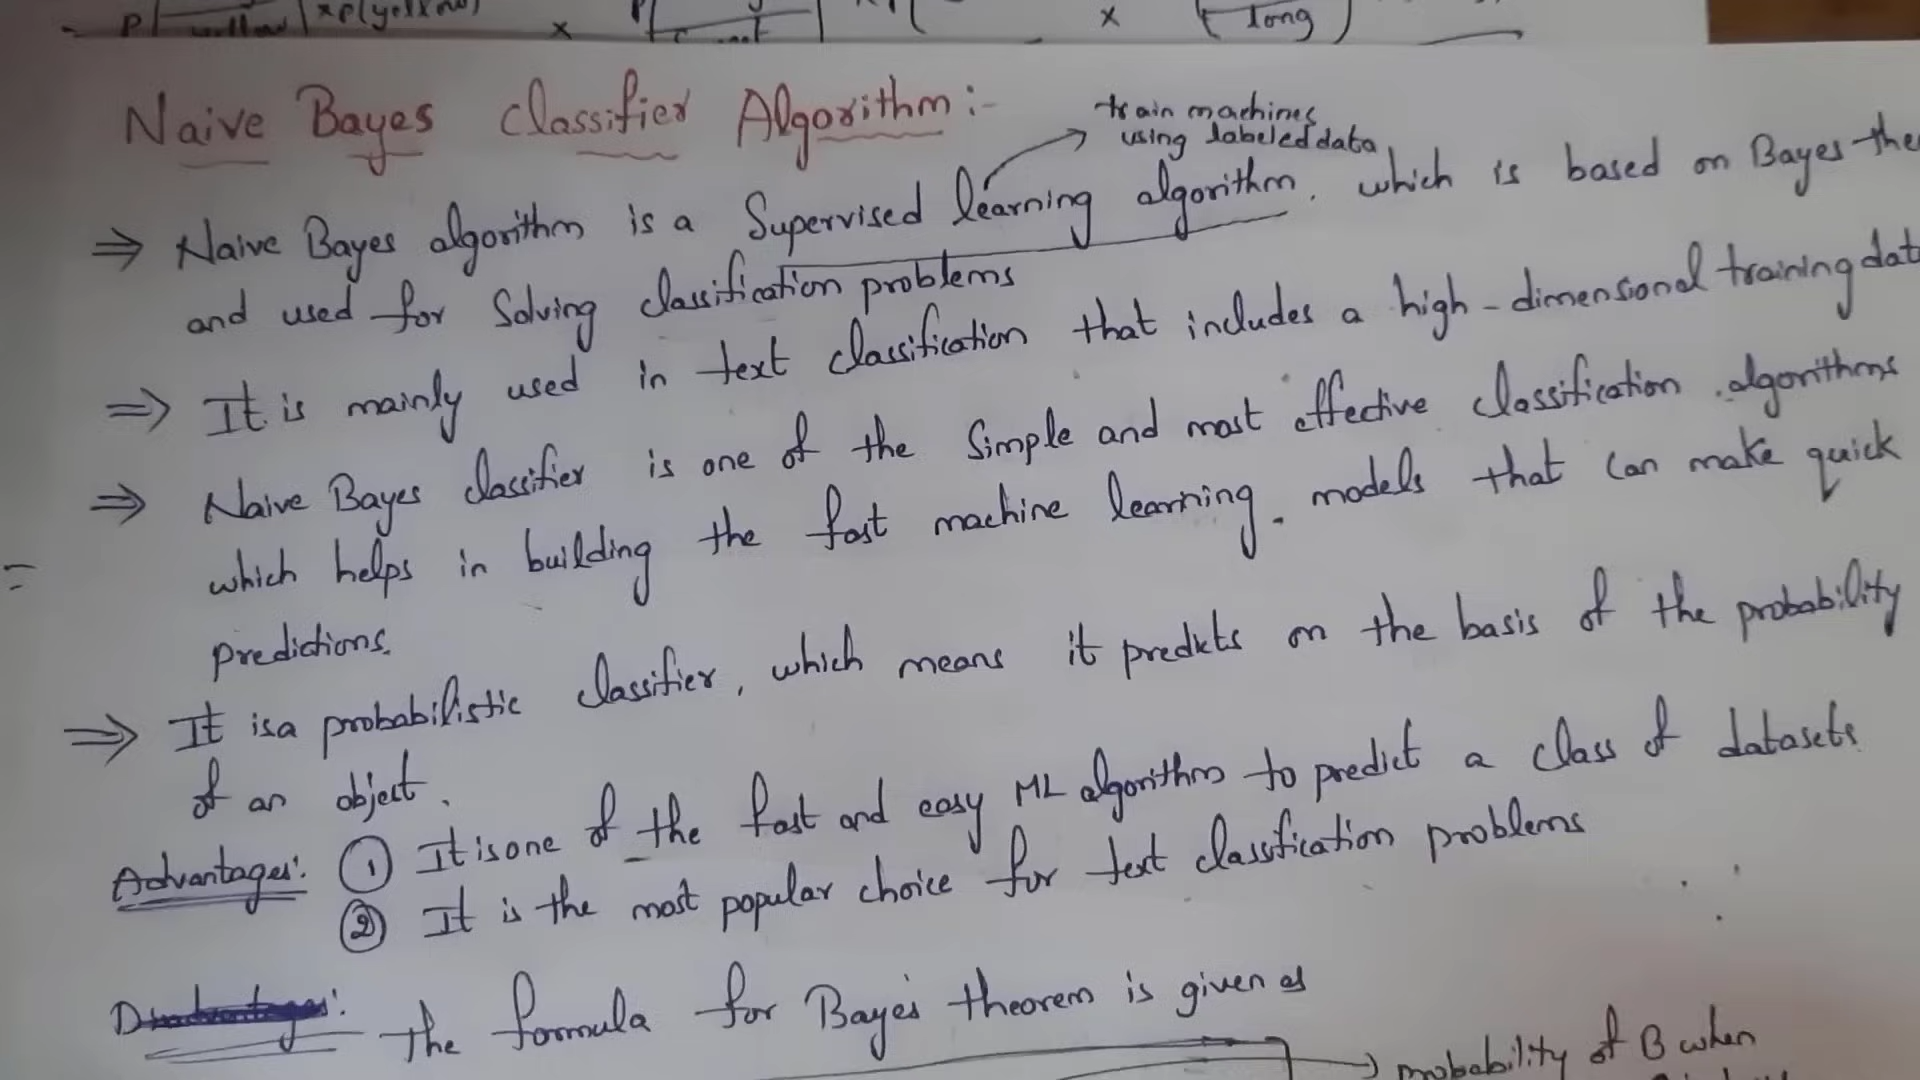 x P(yellow)
x
x
long
Naive Bayes Classifier Algorithm :-
train machines
using labeled data
⇒ Naive Bayes algorithm is a Supervised learning algorithm, which is based on Bayes the
and used for Solving classification problems
⇒ It is mainly used in text classification that includes a high-dimensional training dat
⇒ Naive Bayes classifier is one of the Simple and most effective classification algorithms
which helps in building the fast machine learning models that can make quick
predictions.
⇒ It is a probabilistic classifier, which means it predicts on the basis of the probability
of an object.
Advantages: ① It is one of the fast and easy ML algorithms to predict a class of datasets
② It is the most popular choice for text classification problems
Disadvantages: The formula for Baye's theorem is given as
→ probability of B when